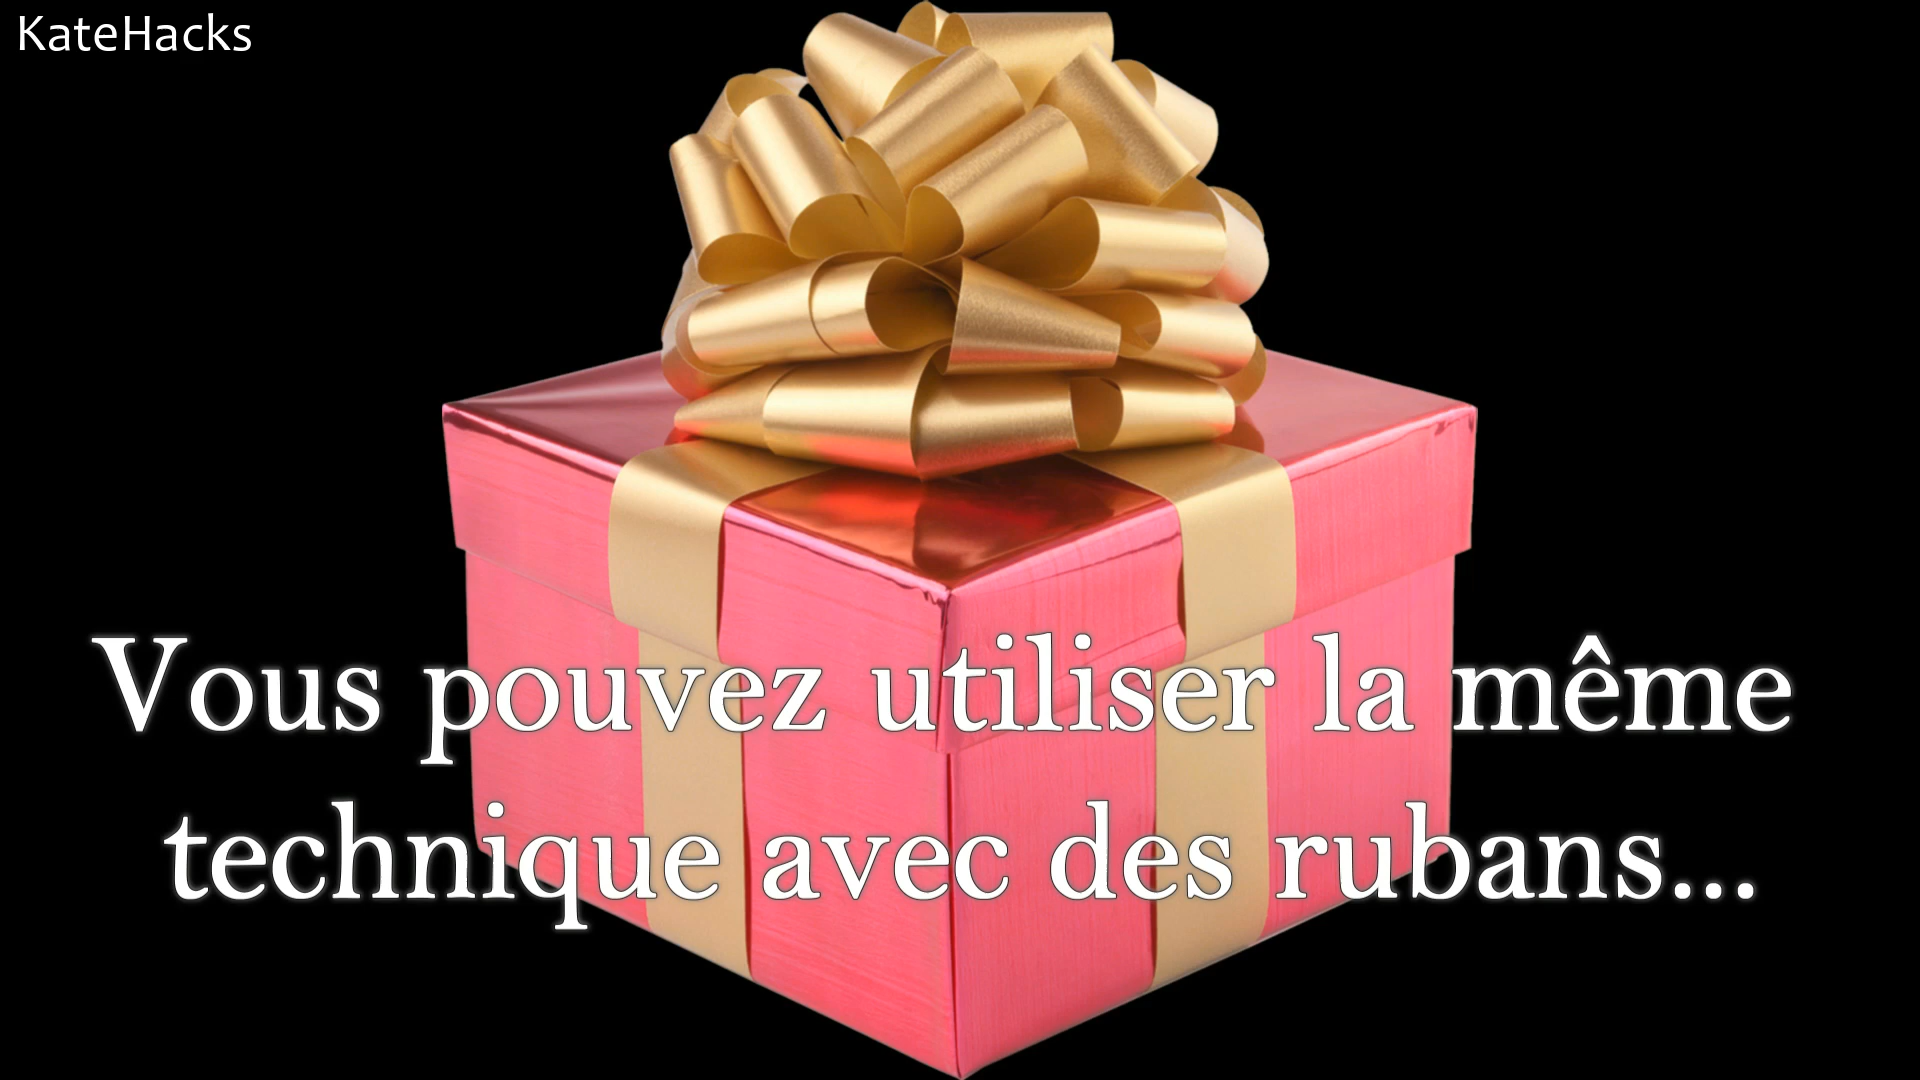 KateHacks
Vous pouvez utiliser la même
technique avec des rubans...